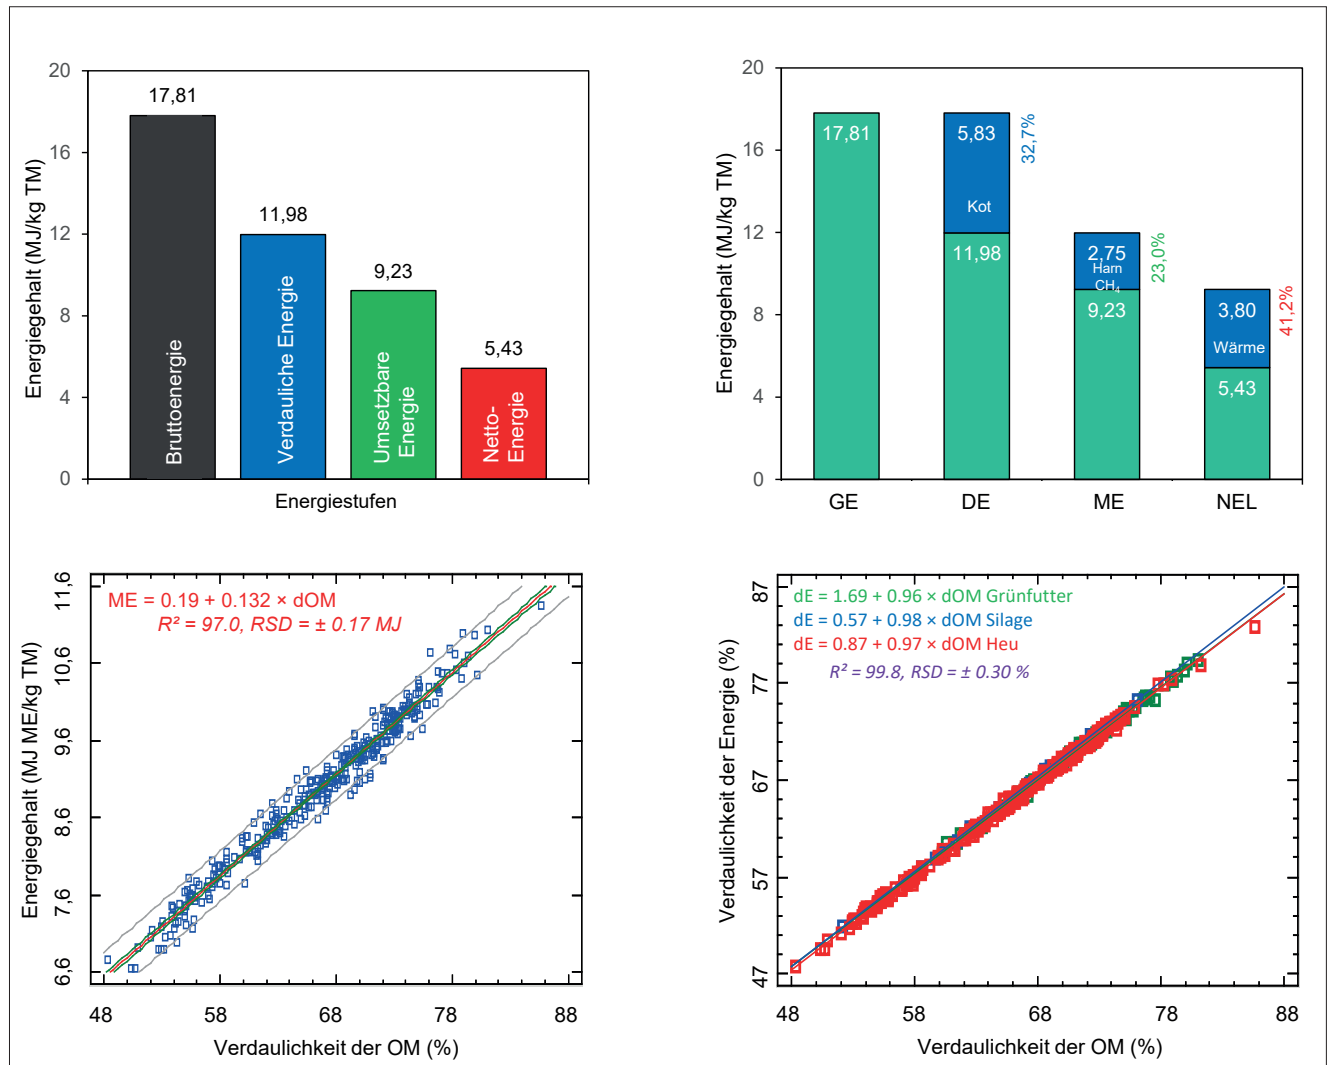 20
16
12
8
4
0
Energiegehalt (MJ/kg TM)
17,81
11,98
9,23
5,43
Bruttoenergie
Verdauliche Energie
Umsetzbare
Energie
Netto-
Energie
Energiestufen
20
16
12
8
4
0
Energiegehalt (MJ/kg TM)
17,81
5,83
Kot
11,98
32,7%
2,75
Harn
CH₄
9,23
23,0%
3,80
Wärme
5,43
41,2%
GE DE ME NEL
11,6
10,6
9,6
8,6
7,6
6,6
Energiegehalt (MJ ME/kg TM)
ME = 0.19 + 0.132 × dOM
R² = 97.0, RSD = ± 0.17 MJ
48 58 68 78 88
Verdaulichkeit der OM (%)
87
77
67
57
47
Verdaulichkeit der Energie (%)
dE = 1.69 + 0.96 × dOM Grünfutter
dE = 0.57 + 0.98 × dOM Silage
dE = 0.87 + 0.97 × dOM Heu
R² = 99.8, RSD = ± 0.30 %
48 58 68 78 88
Verdaulichkeit der OM (%)